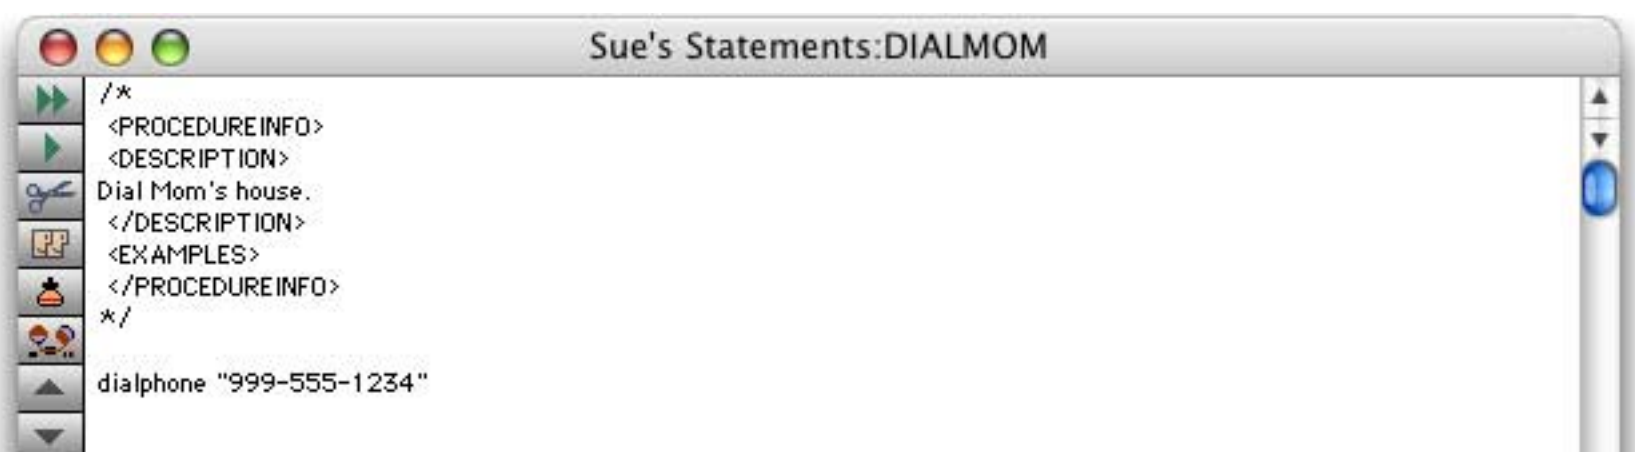 Sue's Statements:DIALMOM
/*
<PROCEDUREINFO>
<DESCRIPTION>
Dial Mom's house.
</DESCRIPTION>
<EXAMPLES>
</PROCEDUREINFO>
*/
dialphone "999-555-1234"